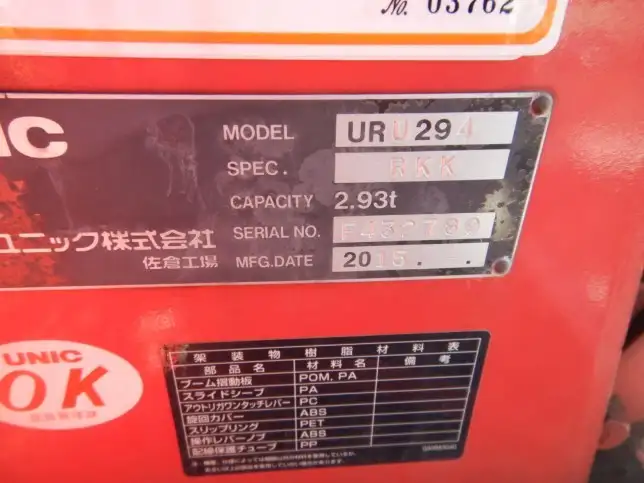 No. 03762
IC
MODEL URU294
SPEC. RKK
CAPACITY 2.93t
ユニック株式会社 SERIAL NO.
佐倉工場 MFG.DATE 2015. .
UNIC
OK
架装物樹脂材料表
部品名 材料名 備考
ブーム摺動板 POM, PA
スライドシーブ PA
アウトリガワンタッチレバー PC
旋回カバー ABS
スリップリング PET
操作レバーノブ ABS
配線保護チューブ PP